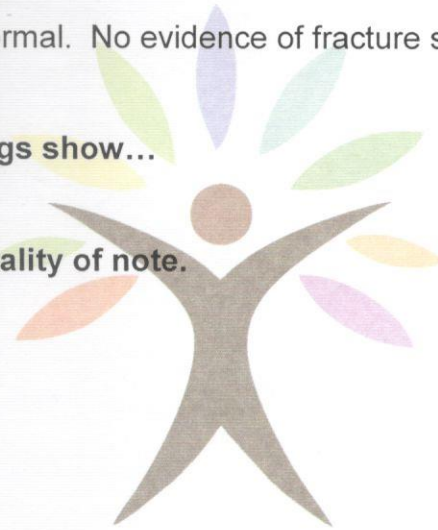 rmal. No evidence of fracture s
gs show...
ality of note.